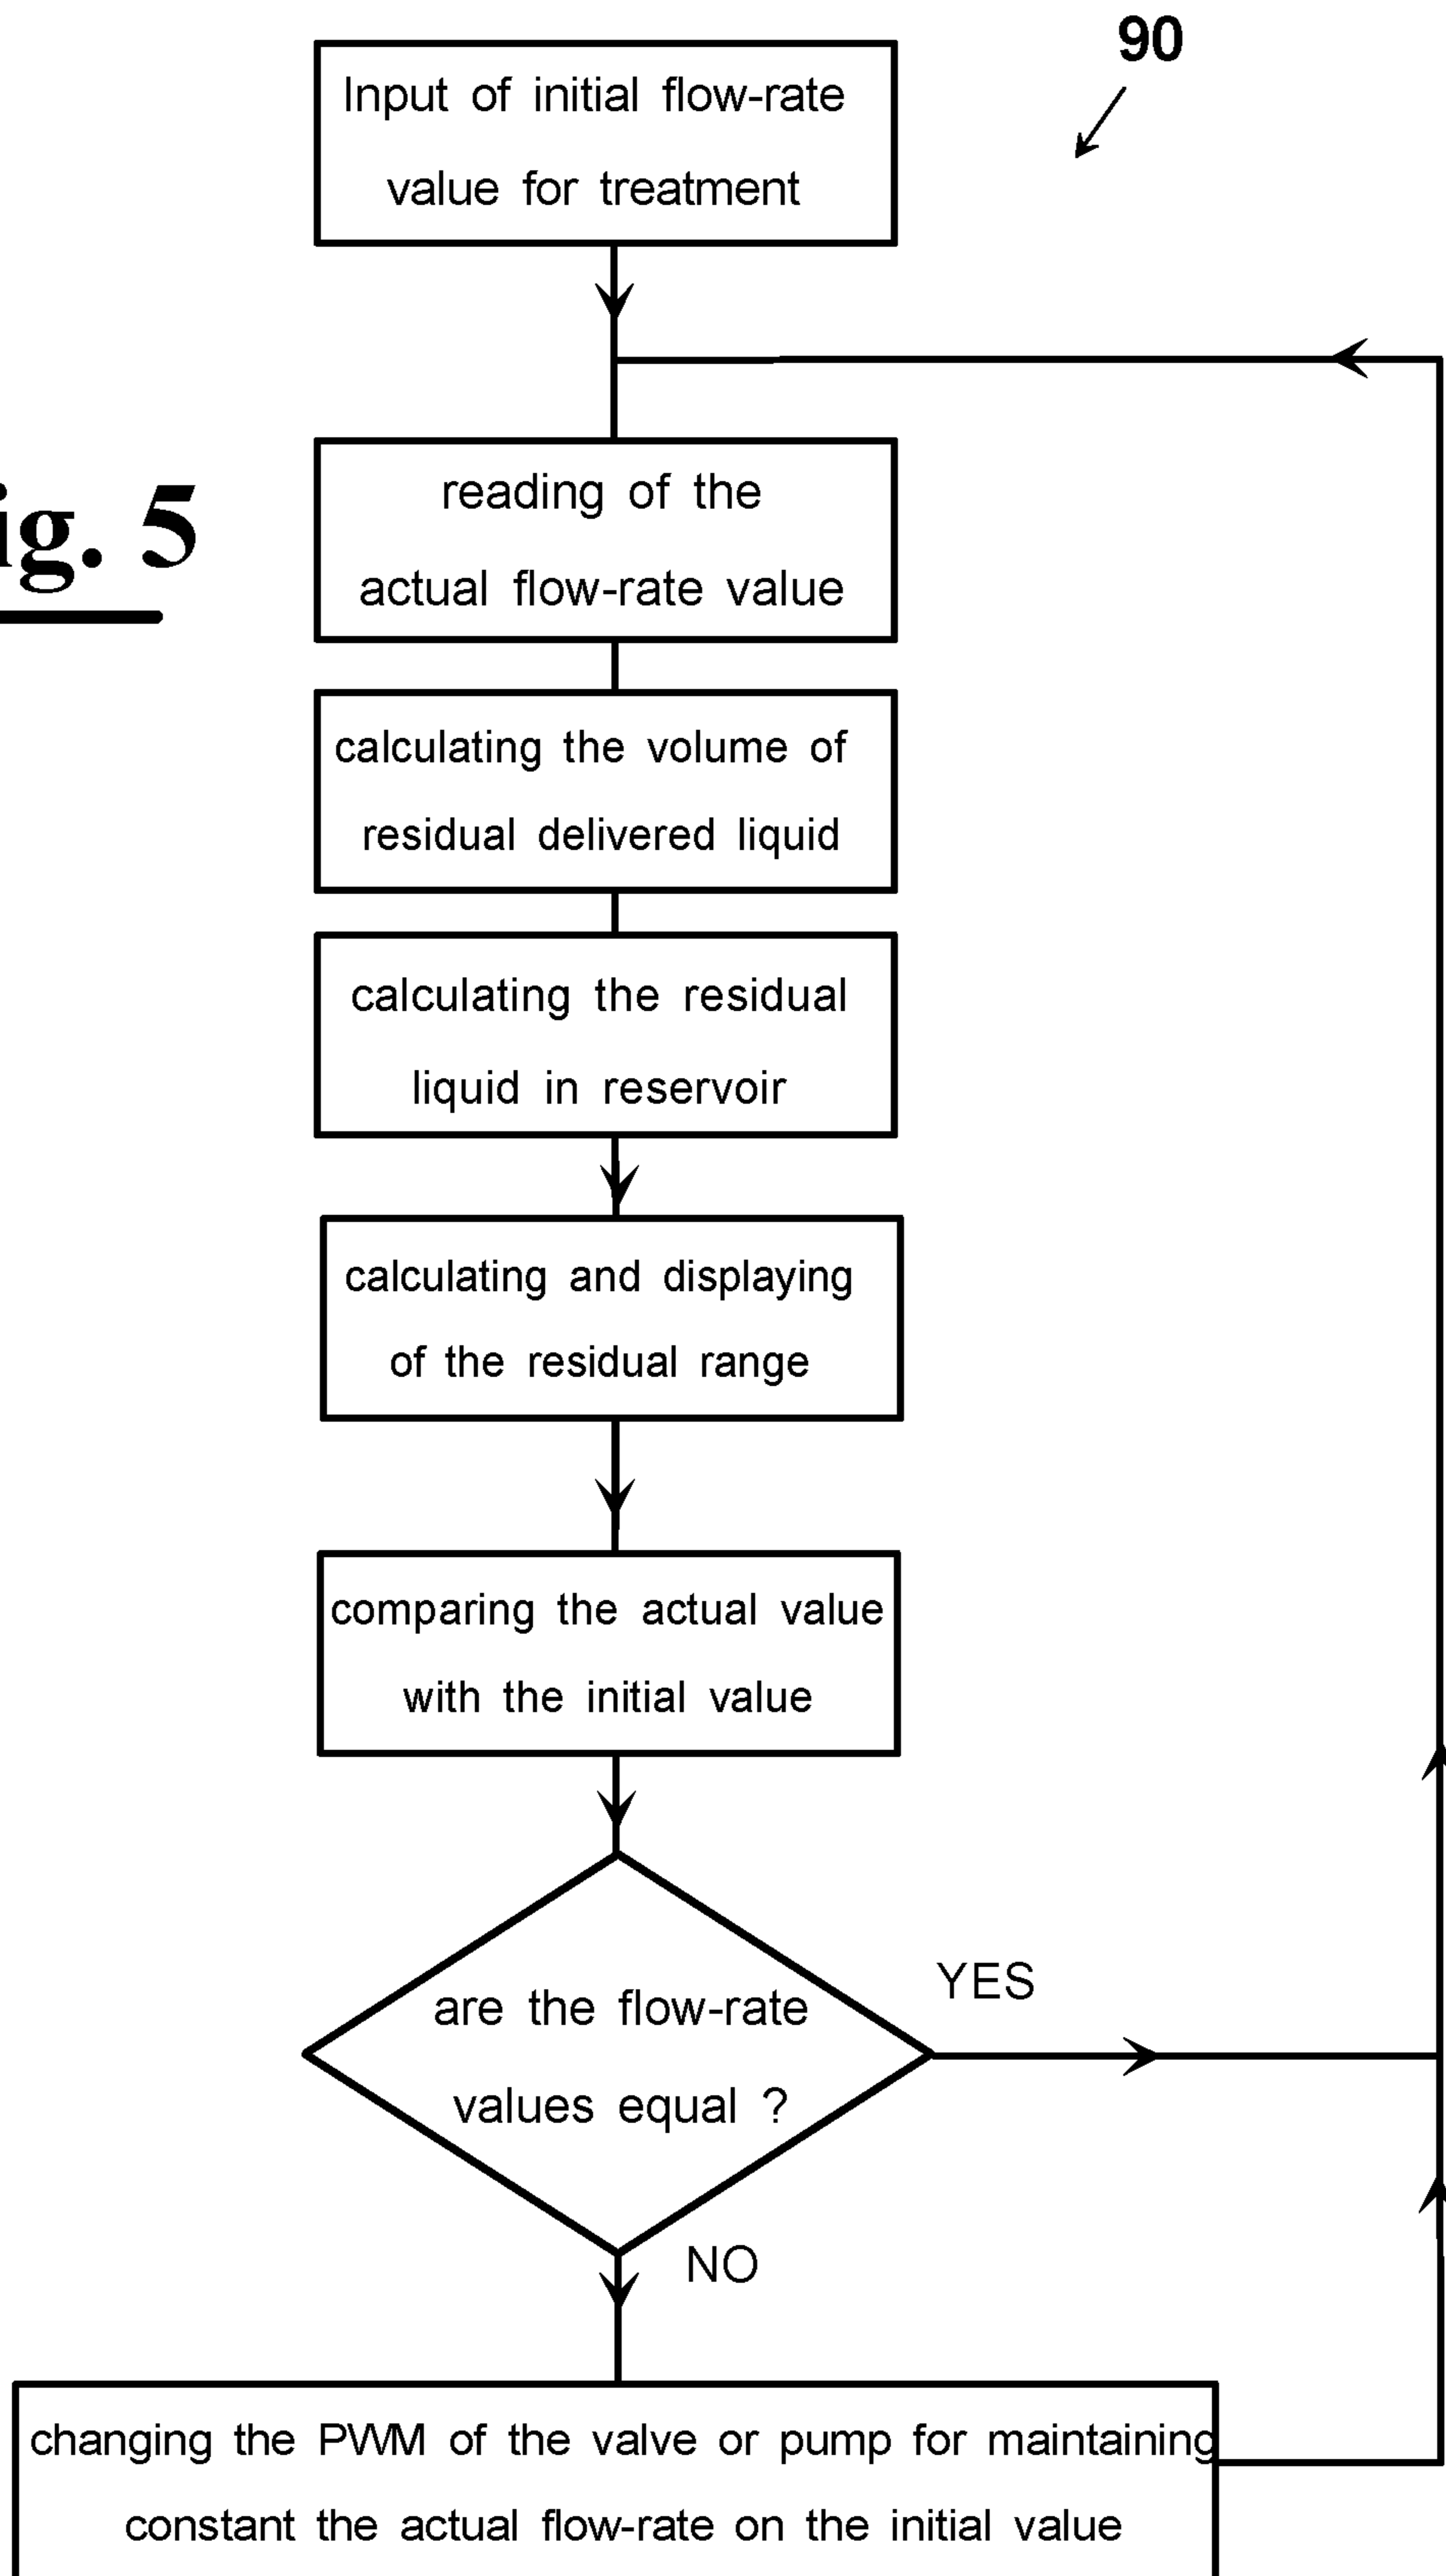 90
Input of initial flow-rate
value for treatment
ig. 5
reading of the
actual flow-rate value
calculating the volume of
residual delivered liquid
calculating the residual
liquid in reservoir
calculating and displaying
of the residual range
comparing the actual value
with the initial value
are the flow-rate
values equal ?
YES
NO
changing the PWM of the valve or pump for maintaining
constant the actual flow-rate on the initial value